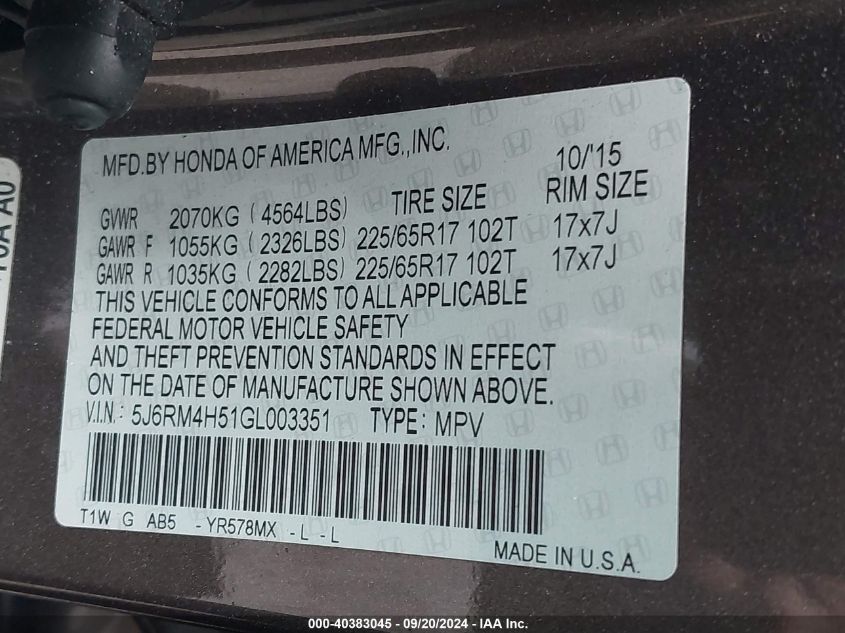 MFD.BY HONDA OF AMERICA MFG.,INC.
10/'15
GVWR 2070KG (4564LBS) TIRE SIZE RIM SIZE
GAWR F 1055KG (2326LBS) 225/65R17 102T 17x7J
GAWR R 1035KG (2282LBS) 225/65R17 102T 17x7J
THIS VEHICLE CONFORMS TO ALL APPLICABLE
FEDERAL MOTOR VEHICLE SAFETY
AND THEFT PREVENTION STANDARDS IN EFFECT
ON THE DATE OF MANUFACTURE SHOWN ABOVE.
V.I.N.: 5J6RM4H51GL003351 TYPE: MPV
T1W G AB5 -YR578MX -L -L
MADE IN U.S.A.
000-40383045 - 09/20/2024 - IAA Inc.